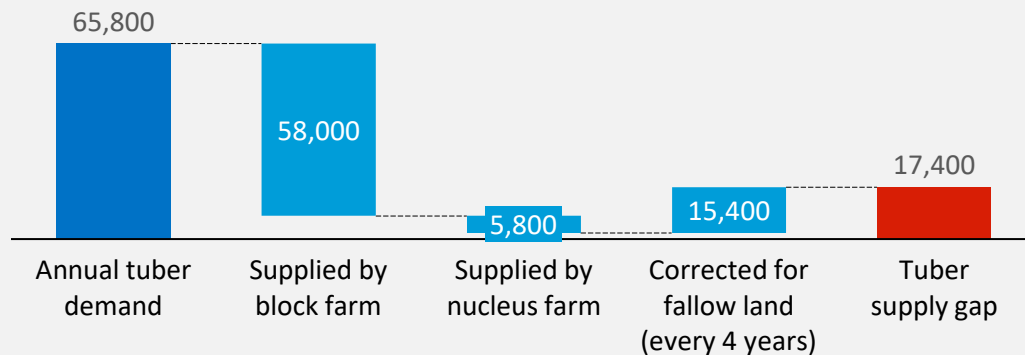 65,800
58,000
5,800
15,400
17,400
Annual tuber
demand
Supplied by
block farm
Supplied by
nucleus farm
Corrected for
fallow land
(every 4 years)
Tuber
supply gap